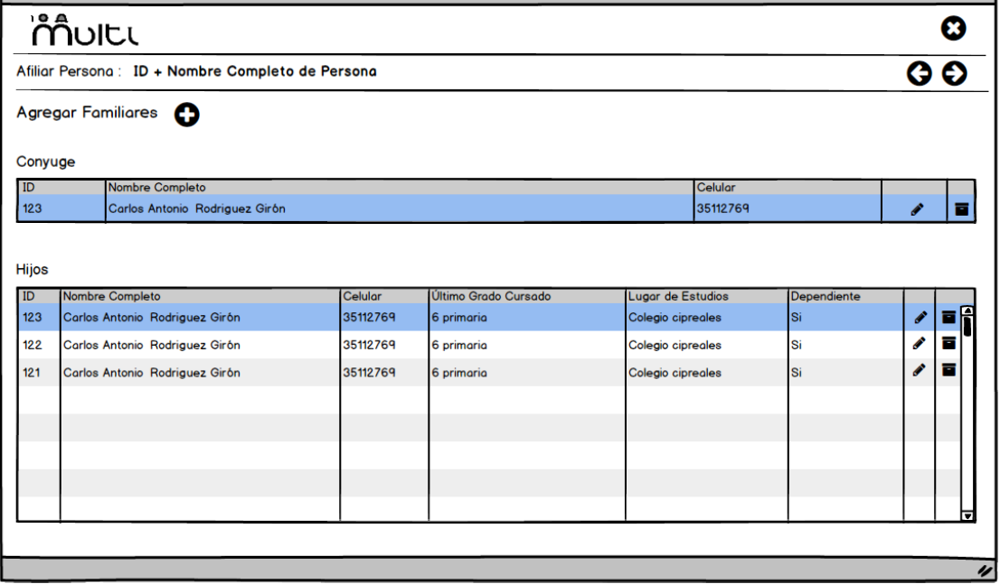 multi
Afiliar Persona : ID + Nombre Completo de Persona
Agregar Familiares
Conyuge
ID Nombre Completo Celular
123 Carlos Antonio Rodriguez Girón 35112769
Hijos
ID Nombre Completo Celular Último Grado Cursado Lugar de Estudios Dependiente
123 Carlos Antonio Rodriguez Girón 35112769 6 primaria Colegio cipreales Si
122 Carlos Antonio Rodriguez Girón 35112769 6 primaria Colegio cipreales Si
121 Carlos Antonio Rodriguez Girón 35112769 6 primaria Colegio cipreales Si